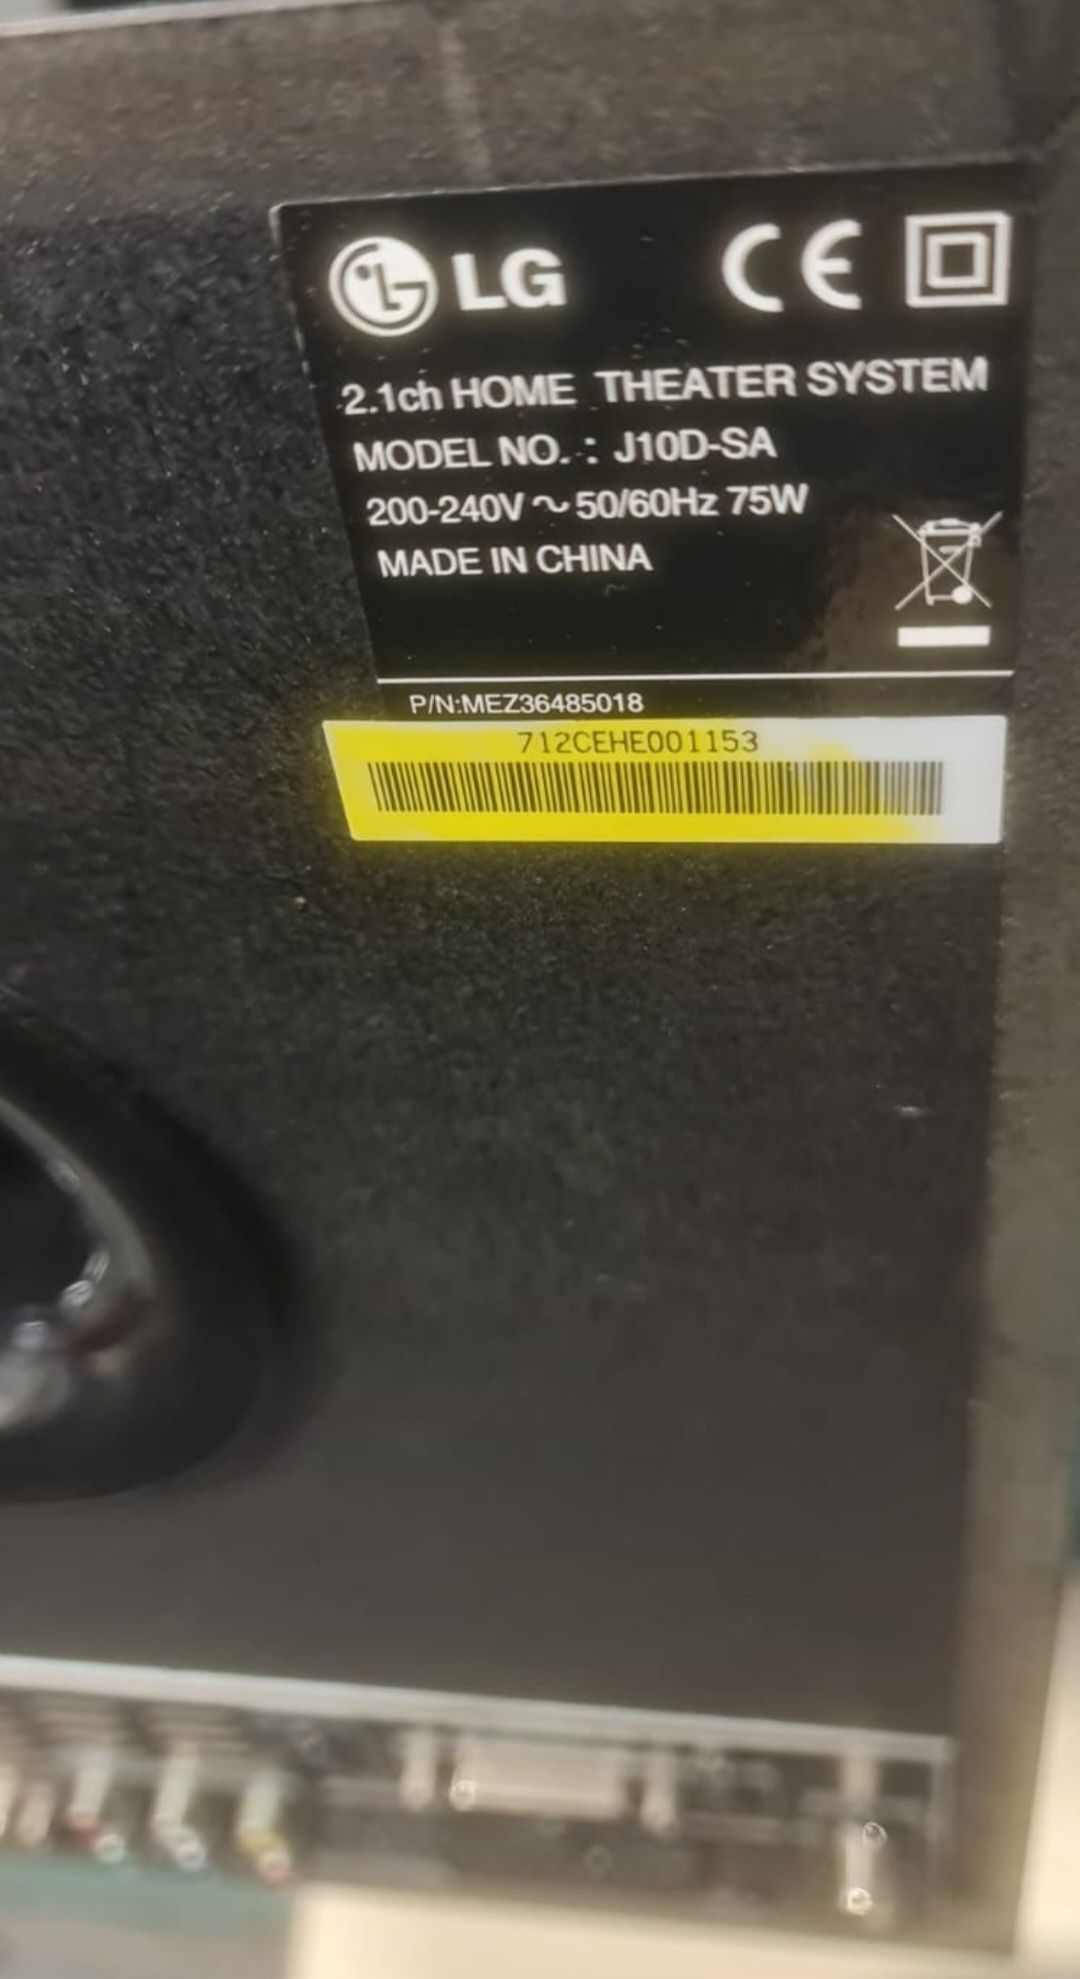 LG CE
2.1ch HOME THEATER SYSTEM
MODEL NO. : J10D-SA
200-240V ~ 50/60Hz 75W
MADE IN CHINA
P/N:MEZ36485018
712CEHE001153